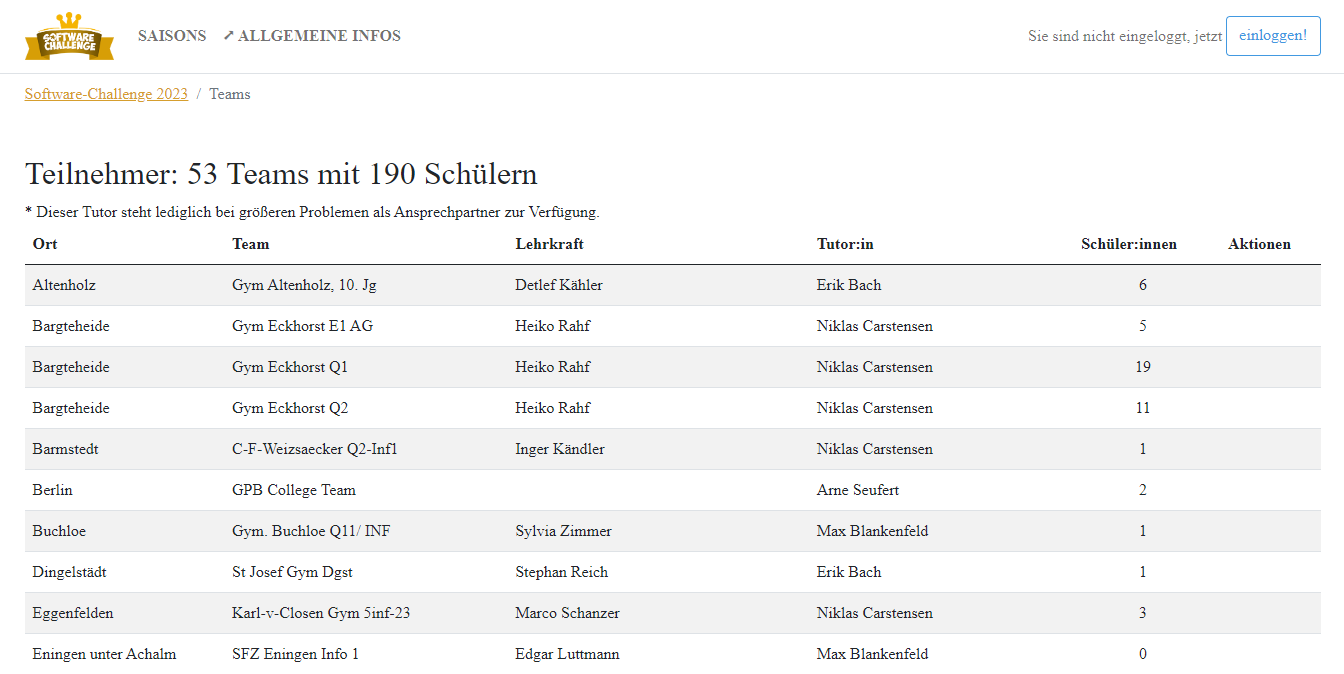 SOFTWARE
CHALLENGE
SAISONS ↗ ALLGEMEINE INFOS Sie sind nicht eingeloggt, jetzt einloggen!
Software-Challenge 2023 / Teams
Teilnehmer: 53 Teams mit 190 Schülern
* Dieser Tutor steht lediglich bei größeren Problemen als Ansprechpartner zur Verfügung.
Ort Team Lehrkraft Tutor:in Schüler:innen Aktionen
Altenholz Gym Altenholz, 10. Jg Detlef Kähler Erik Bach 6
Bargteheide Gym Eckhorst E1 AG Heiko Rahf Niklas Carstensen 5
Bargteheide Gym Eckhorst Q1 Heiko Rahf Niklas Carstensen 19
Bargteheide Gym Eckhorst Q2 Heiko Rahf Niklas Carstensen 11
Barmstedt C-F-Weizsaecker Q2-Inf1 Inger Kändler Niklas Carstensen 1
Berlin GPB College Team Arne Seufert 2
Buchloe Gym. Buchloe Q11/ INF Sylvia Zimmer Max Blankenfeld 1
Dingelstädt St Josef Gym Dgst Stephan Reich Erik Bach 1
Eggenfelden Karl-v-Closen Gym 5inf-23 Marco Schanzer Niklas Carstensen 3
Eningen unter Achalm SFZ Eningen Info 1 Edgar Luttmann Max Blankenfeld 0